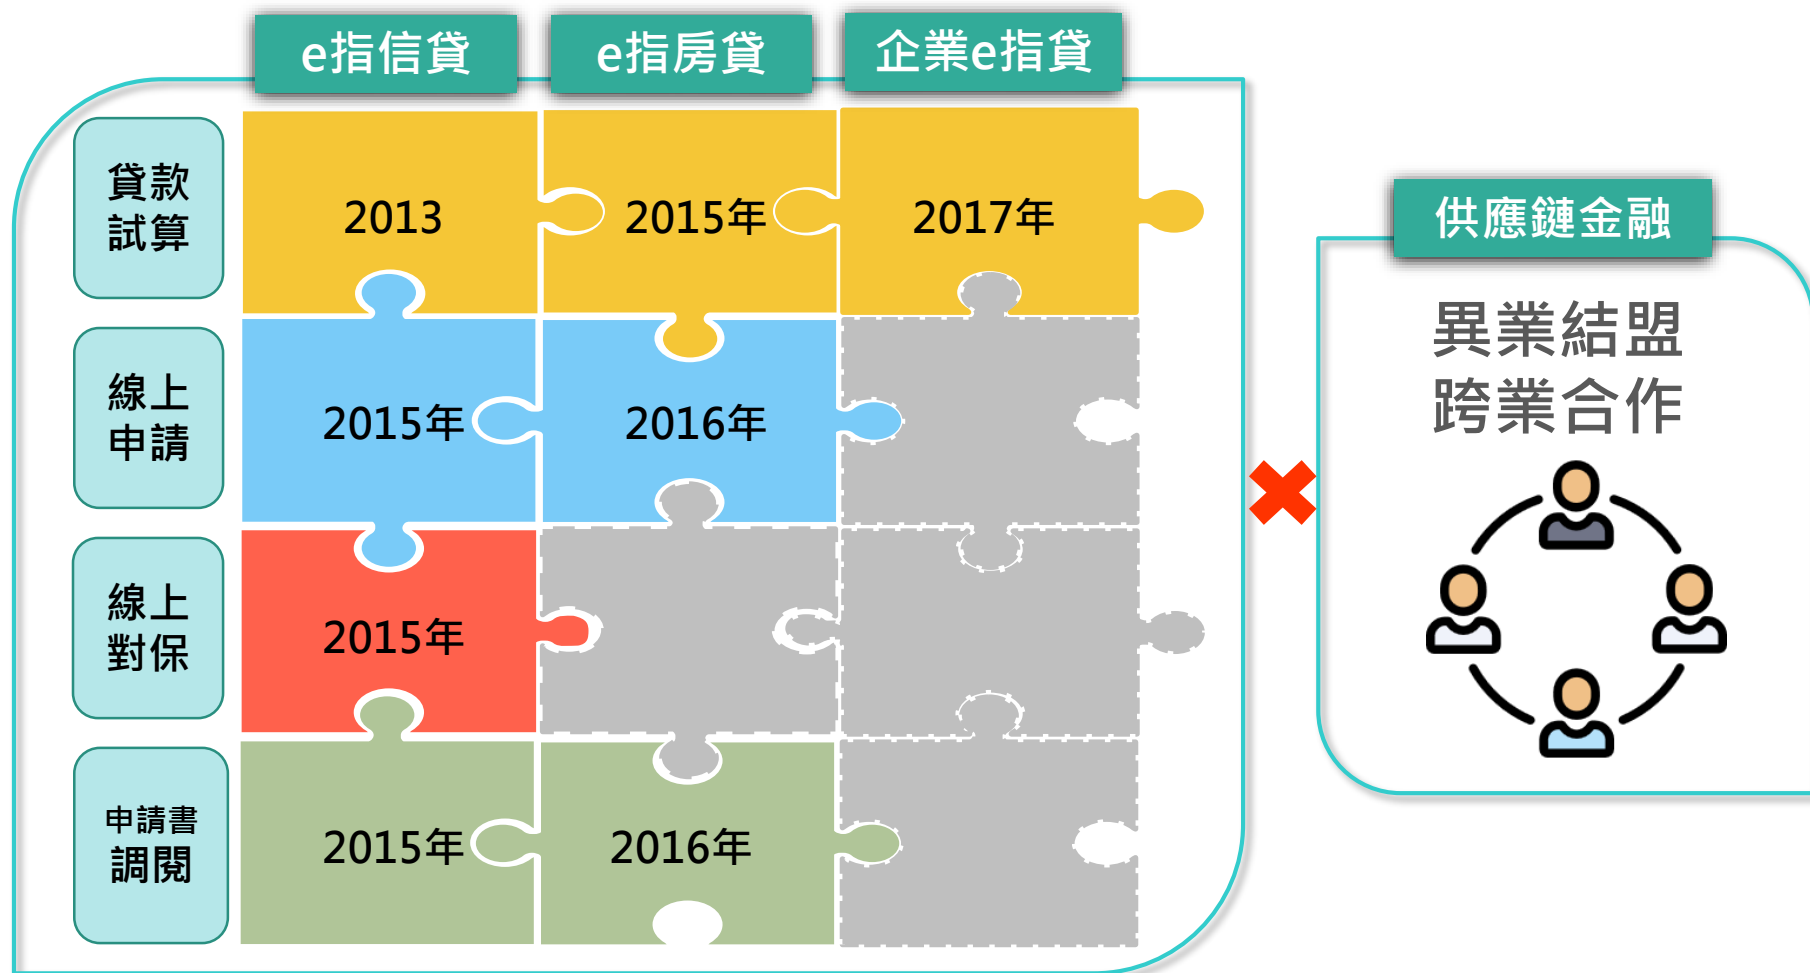 e指信貸
e指房貸
企業e指貸
貸款
試算
2013
2015年
2017年
線上
申請
2015年
2016年
線上
對保
2015年
申請書
調閱
2015年
2016年
供應鏈金融
異業結盟
跨業合作